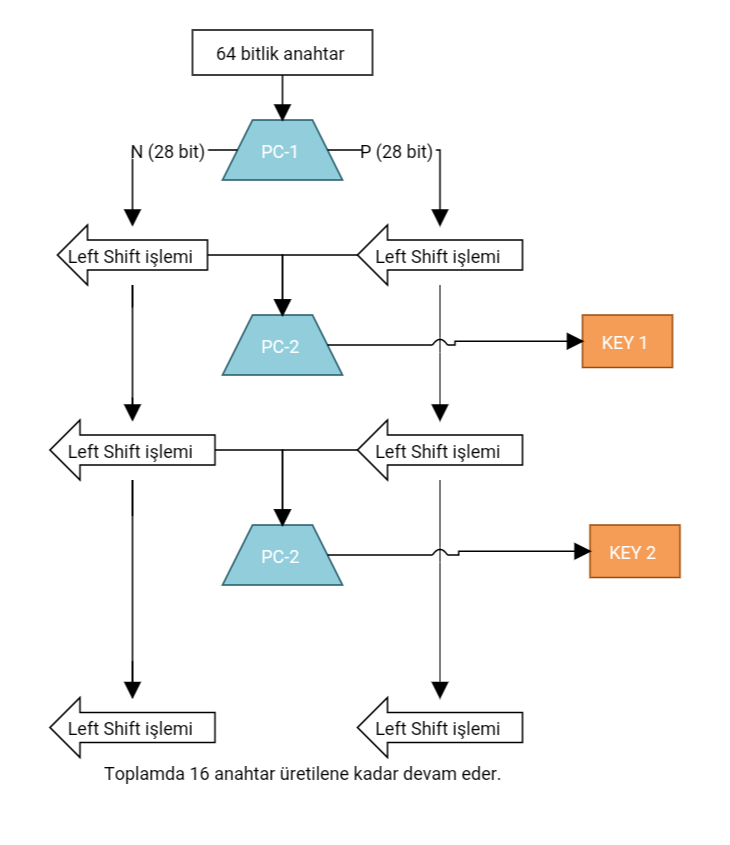 64 bitlik anahtar
N (28 bit)
PC-1
P (28 bit)
Left Shift işlemi
Left Shift işlemi
PC-2
KEY 1
Left Shift işlemi
Left Shift işlemi
PC-2
KEY 2
Left Shift işlemi
Left Shift işlemi
Toplamda 16 anahtar üretilene kadar devam eder.